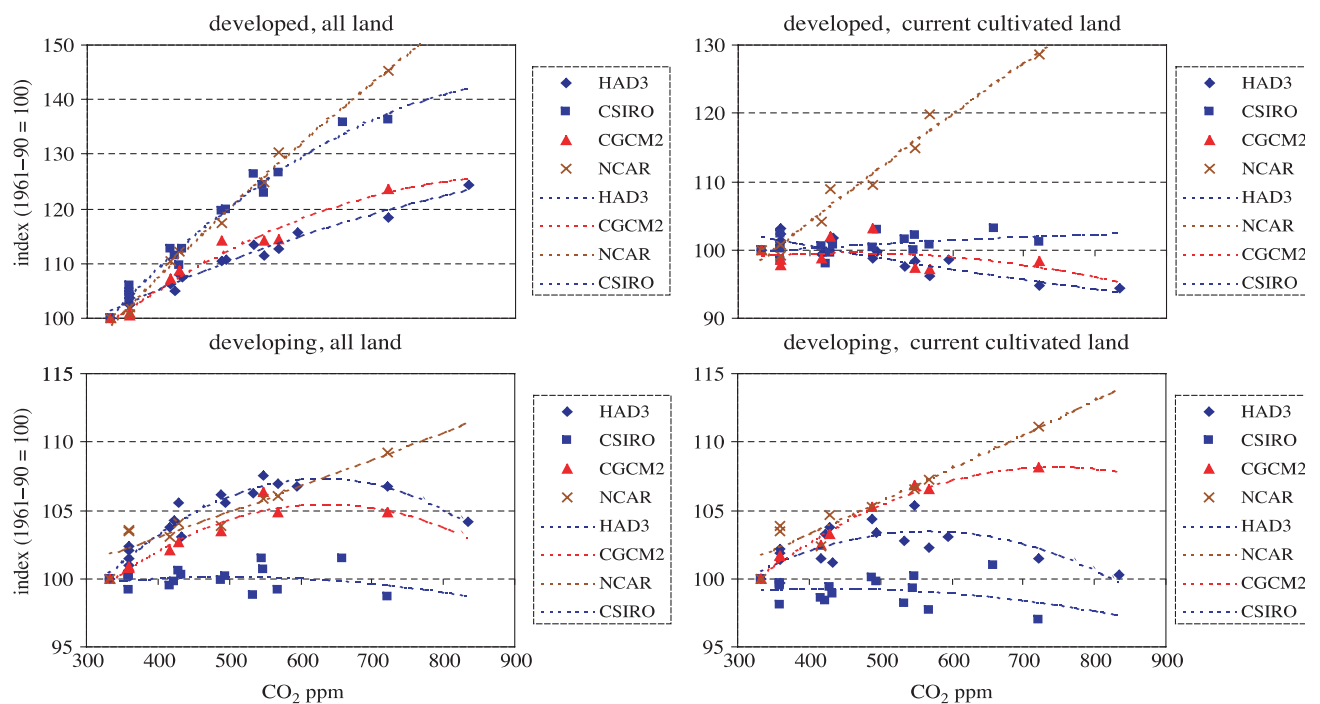 developed, all land
developed, current cultivated land
index (1961–90 = 100)
150
140
130
120
110
100
HAD3
CSIRO
CGCM2
NCAR
HAD3
CGCM2
NCAR
CSIRO
130
120
110
100
90
HAD3
CSIRO
CGCM2
NCAR
HAD3
NCAR
CGCM2
CSIRO
developing, all land
developing, current cultivated land
index (1961–90 = 100)
115
110
105
100
95
300 400 500 600 700 800 900
CO2 ppm
HAD3
CSIRO
CGCM2
NCAR
HAD3
CGCM2
NCAR
CSIRO
115
110
105
100
95
300 400 500 600 700 800 900
CO2 ppm
HAD3
CSIRO
CGCM2
NCAR
HAD3
NCAR
CGCM2
CSIRO